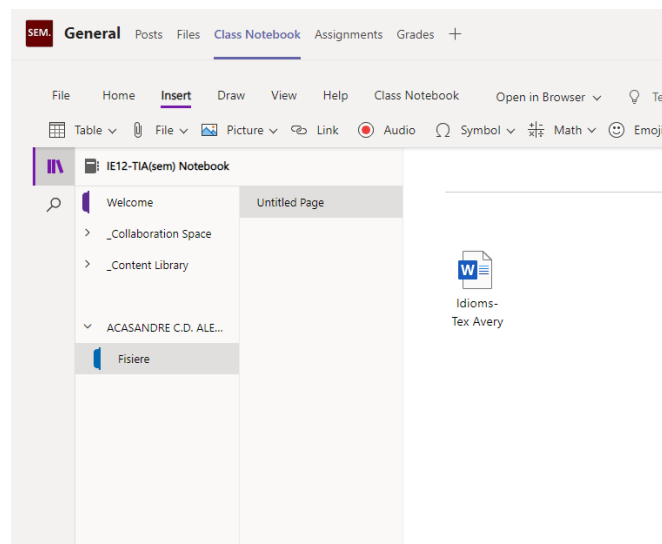 SEM. General Posts Files Class Notebook Assignments Grades
File Home Insert Draw View Help Class Notebook Open in Browser
Table File Picture Link Audio Symbol Math Emoji
IE12-TIA(sem) Notebook
Welcome Untitled Page
_Collaboration Space
_Content Library
ACASANDRE C.D. ALE...
Fisiere
W
Idioms-
Tex Avery